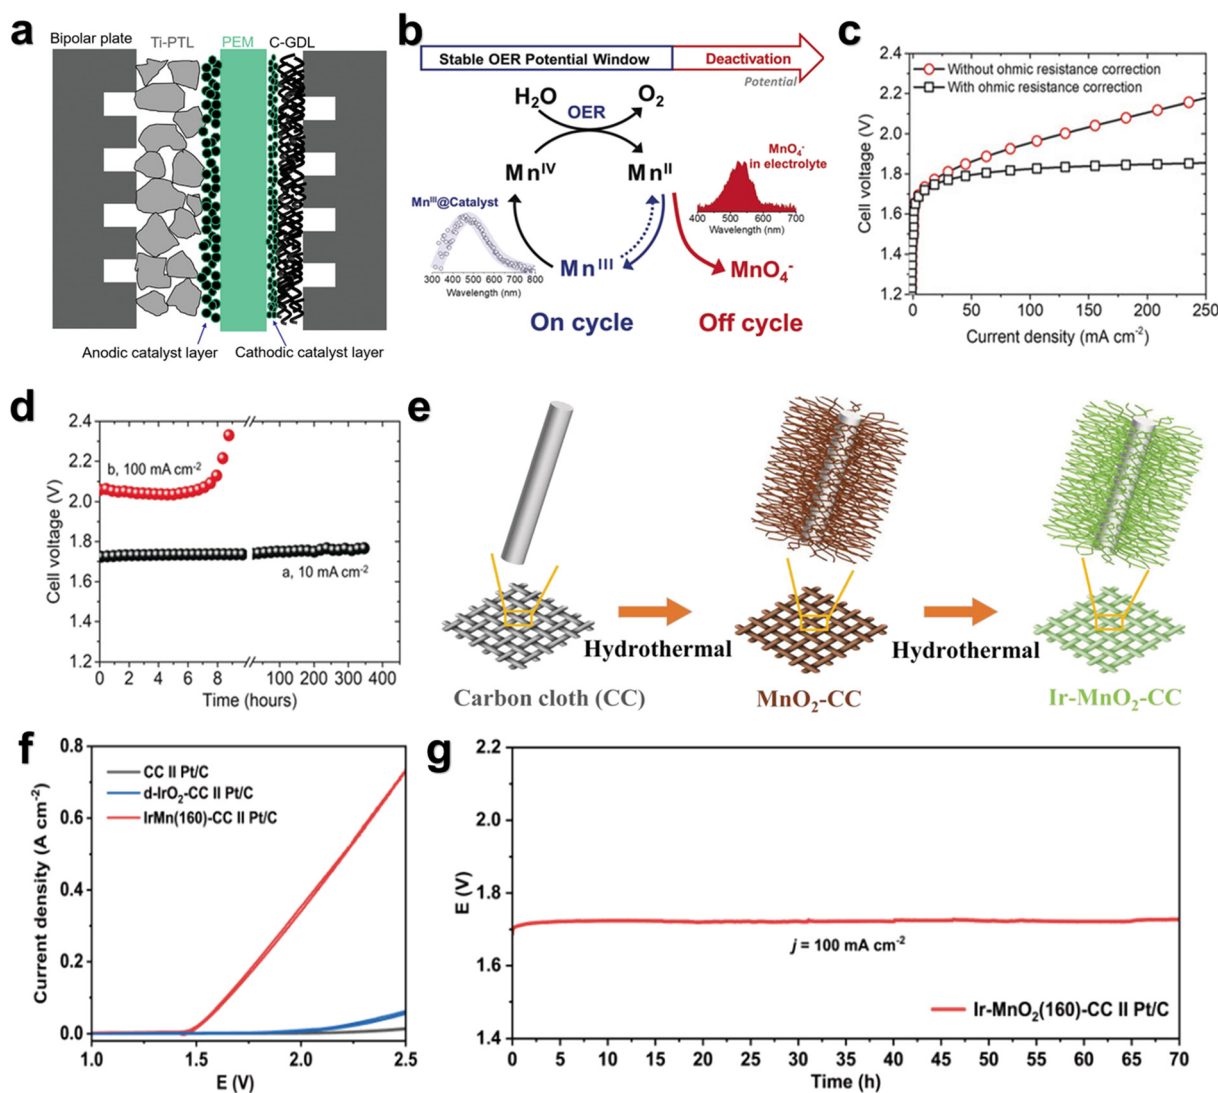 a
Bipolar plate
Ti-PTL
PEM
C-GDL
Anodic catalyst layer
Cathodic catalyst layer
b
Stable OER Potential Window
Deactivation
Potential
H₂O
O₂
OER
Mn^IV
Mn^II
MnO₄⁻
in electrolyte
400 500 600 700
Wavelength (nm)
Mn^III@Catalyst
300 400 500 600 700 800
Wavelength (nm)
Mn^III
MnO₄⁻
On cycle
Off cycle
c
Without ohmic resistance correction
With ohmic resistance correction
Cell voltage (V)
2.4
2.2
2.0
1.8
1.6
1.4
1.2
0 50 100 150 200 250
Current density (mA cm⁻²)
d
Cell voltage (V)
2.4
2.2
2.0
1.8
1.6
1.4
1.2
b, 100 mA cm⁻²
a, 10 mA cm⁻²
0 2 4 6 8 100 200 300 400
Time (hours)
e
Hydrothermal
Hydrothermal
Carbon cloth (CC)
MnO₂-CC
Ir-MnO₂-CC
f
Current density (A cm⁻²)
0.8
0.6
0.4
0.2
0.0
CC II Pt/C
d-IrO₂-CC II Pt/C
IrMn(160)-CC II Pt/C
1.0 1.5 2.0 2.5
E (V)
g
E (V)
2.2
2.0
1.8
1.6
1.4
j = 100 mA cm⁻²
Ir-MnO₂(160)-CC II Pt/C
0 5 10 15 20 25 30 35 40 45 50 55 60 65 70
Time (h)